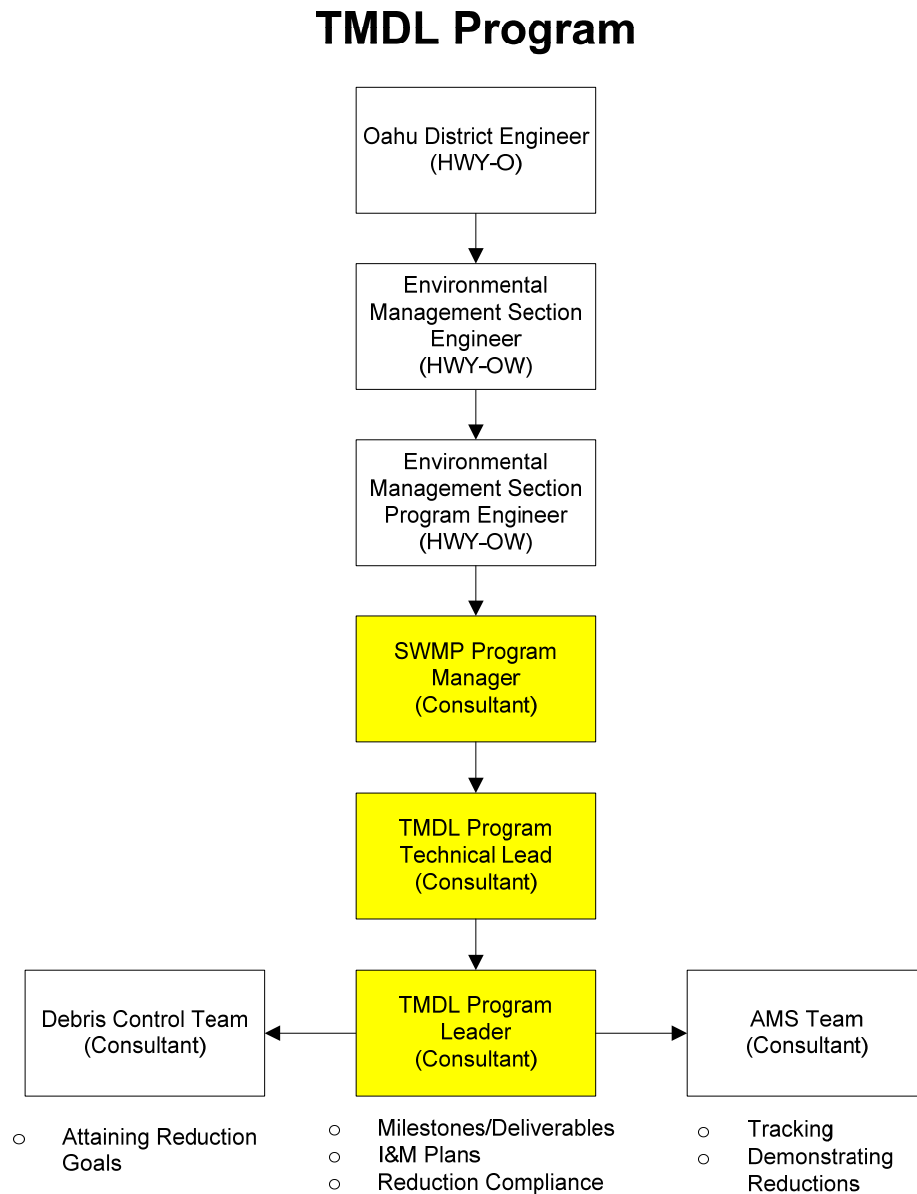 TMDL Program
Oahu District Engineer
(HWY-O)
Environmental
Management Section
Engineer
(HWY-OW)
Environmental
Management Section
Program Engineer
(HWY-OW)
SWMP Program
Manager
(Consultant)
TMDL Program
Technical Lead
(Consultant)
Debris Control Team
(Consultant)
TMDL Program
Leader
(Consultant)
AMS Team
(Consultant)
o Attaining Reduction
Goals
o Milestones/Deliverables
o I&M Plans
o Reduction Compliance
o Tracking
o Demonstrating
Reductions